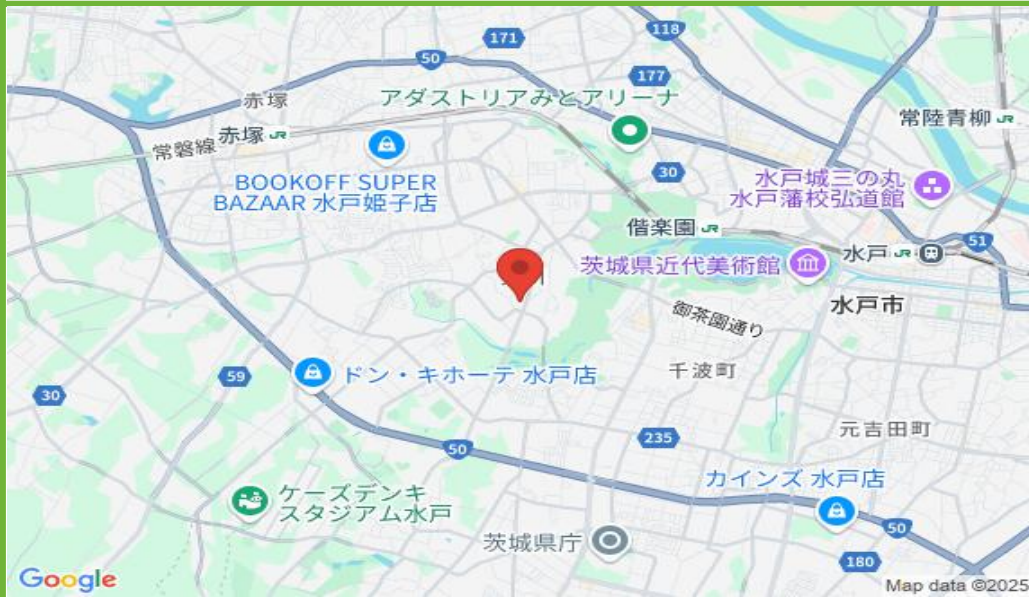 171
118
50
177
赤塚
アダストリアみとアリーナ
常陸青柳 JR
赤塚 JR
常磐線
30
BOOKOFF SUPER
BAZAAR 水戸姫子店
水戸城三の丸
水戸藩校弘道館
偕楽園 JR
51
水戸 JR
茨城県近代美術館
水戸市
御茶園通り
千波町
59
ドン・キホーテ 水戸店
30
元吉田町
235
50
カインズ 水戸店
ケーズデンキ
スタジアム水戸
50
茨城県庁
180
Google
Map data ©2025